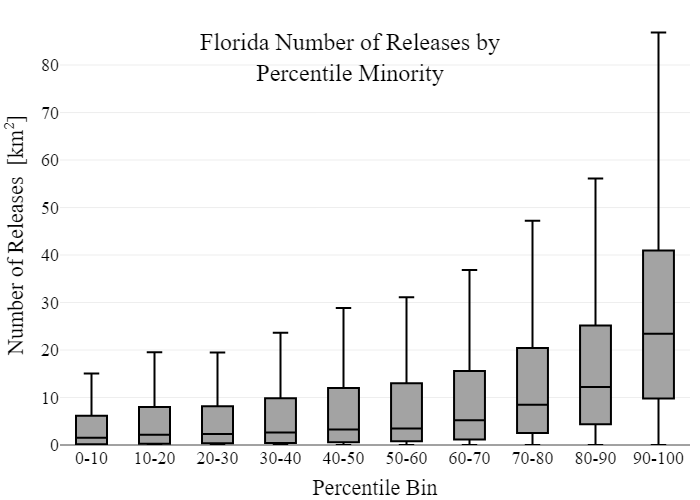 Florida Number of Releases by
Percentile Minority
Number of Releases [km²]
80
70
60
50
40
30
20
10
0
0-10 10-20 20-30 30-40 40-50 50-60 60-70 70-80 80-90 90-100
Percentile Bin